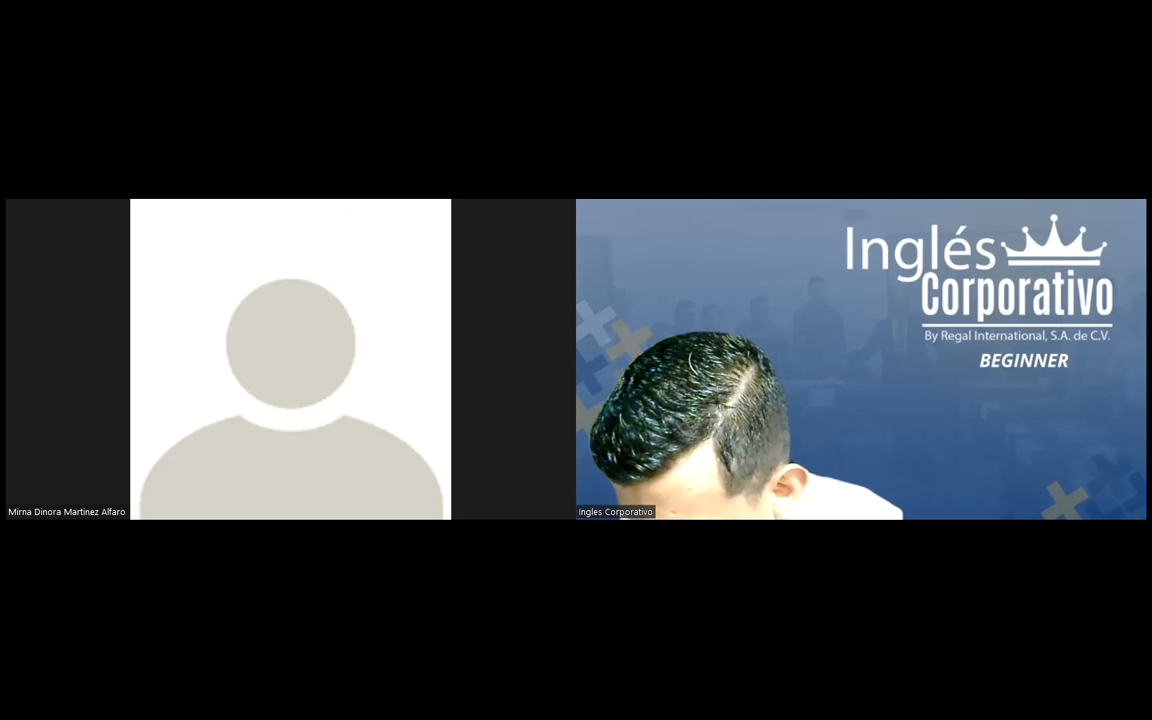 Inglés
Corporativo
By Regal International, S.A. de C.V.
BEGINNER
Mirna Dinora Martinez Alfaro
Ingles Corporativo